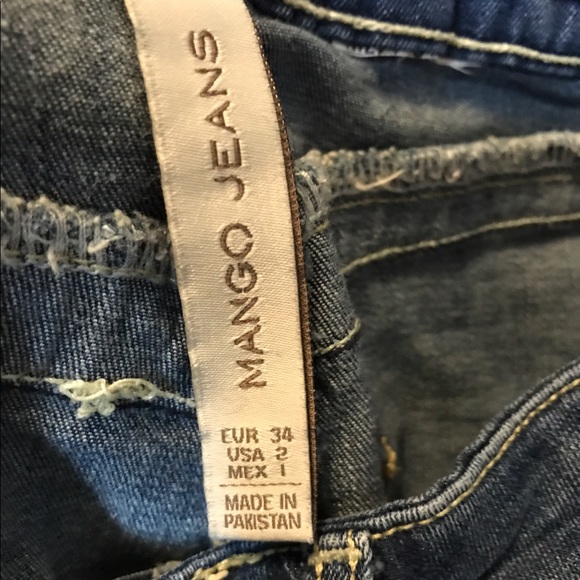 MANGO JEANS
EUR 34
USA 2
MEX 1
MADE IN
PAKISTAN